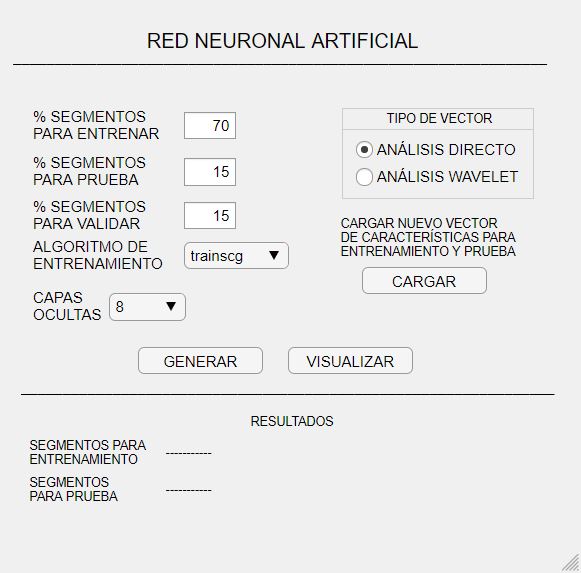 RED NEURONAL ARTIFICIAL
% SEGMENTOS
PARA ENTRENAR
70
% SEGMENTOS
PARA PRUEBA
15
% SEGMENTOS
PARA VALIDAR
15
ALGORITMO DE
ENTRENAMIENTO
trainscg
CAPAS
OCULTAS
8
TIPO DE VECTOR
ANÁLISIS DIRECTO
ANÁLISIS WAVELET
CARGAR NUEVO VECTOR
DE CARACTERÍSTICAS PARA
ENTRENAMIENTO Y PRUEBA
CARGAR
GENERAR
VISUALIZAR
RESULTADOS
SEGMENTOS PARA
ENTRENAMIENTO
-----------
SEGMENTOS
PARA PRUEBA
-----------